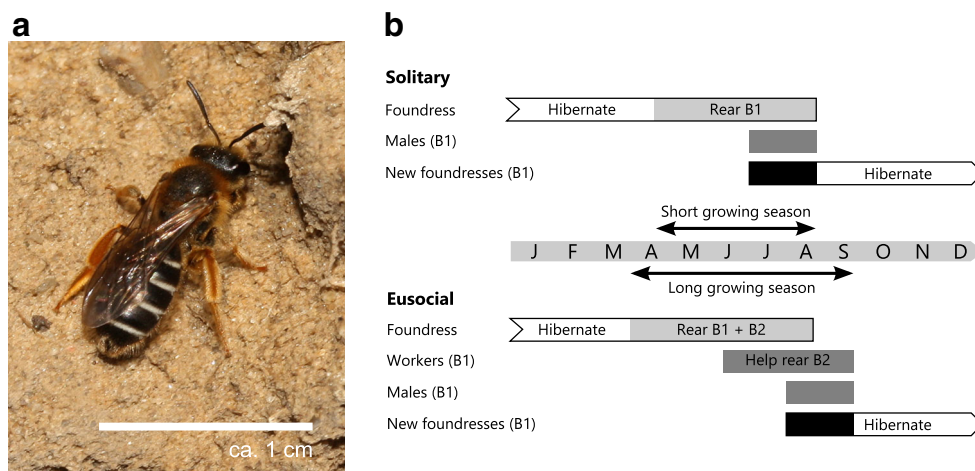 a
ca. 1 cm
b
Solitary
Foundress
Hibernate
Rear B1
Males (B1)
New foundresses (B1)
Hibernate
Short growing season
J F M A M J J A S O N D
Long growing season
Eusocial
Foundress
Hibernate
Rear B1 + B2
Workers (B1)
Help rear B2
Males (B1)
New foundresses (B1)
Hibernate